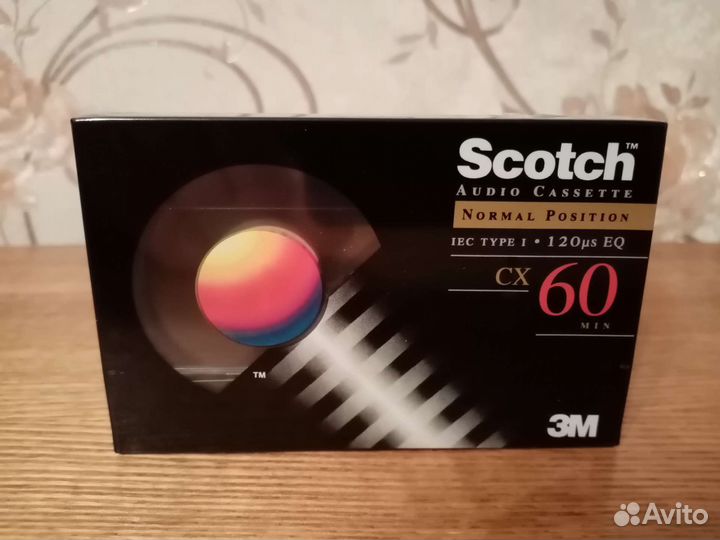 Scotch™
AUDIO CASSETTE
NORMAL POSITION
IEC TYPE I • 120µs EQ
CX 60
MIN
™
3M
Avito